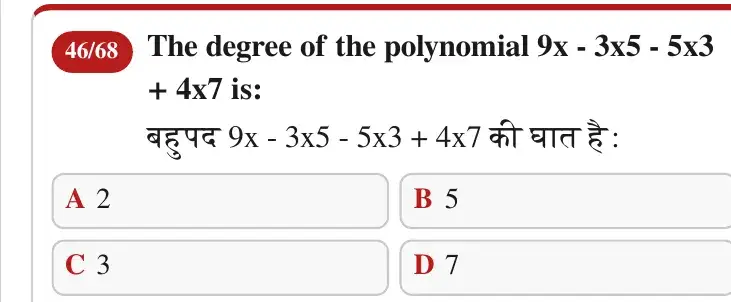 46/68 The degree of the polynomial 9x - 3x5 - 5x3
+ 4x7 is:
बहुपद 9x - 3x5 - 5x3 + 4x7 की घात है :
A 2
B 5
C 3
D 7